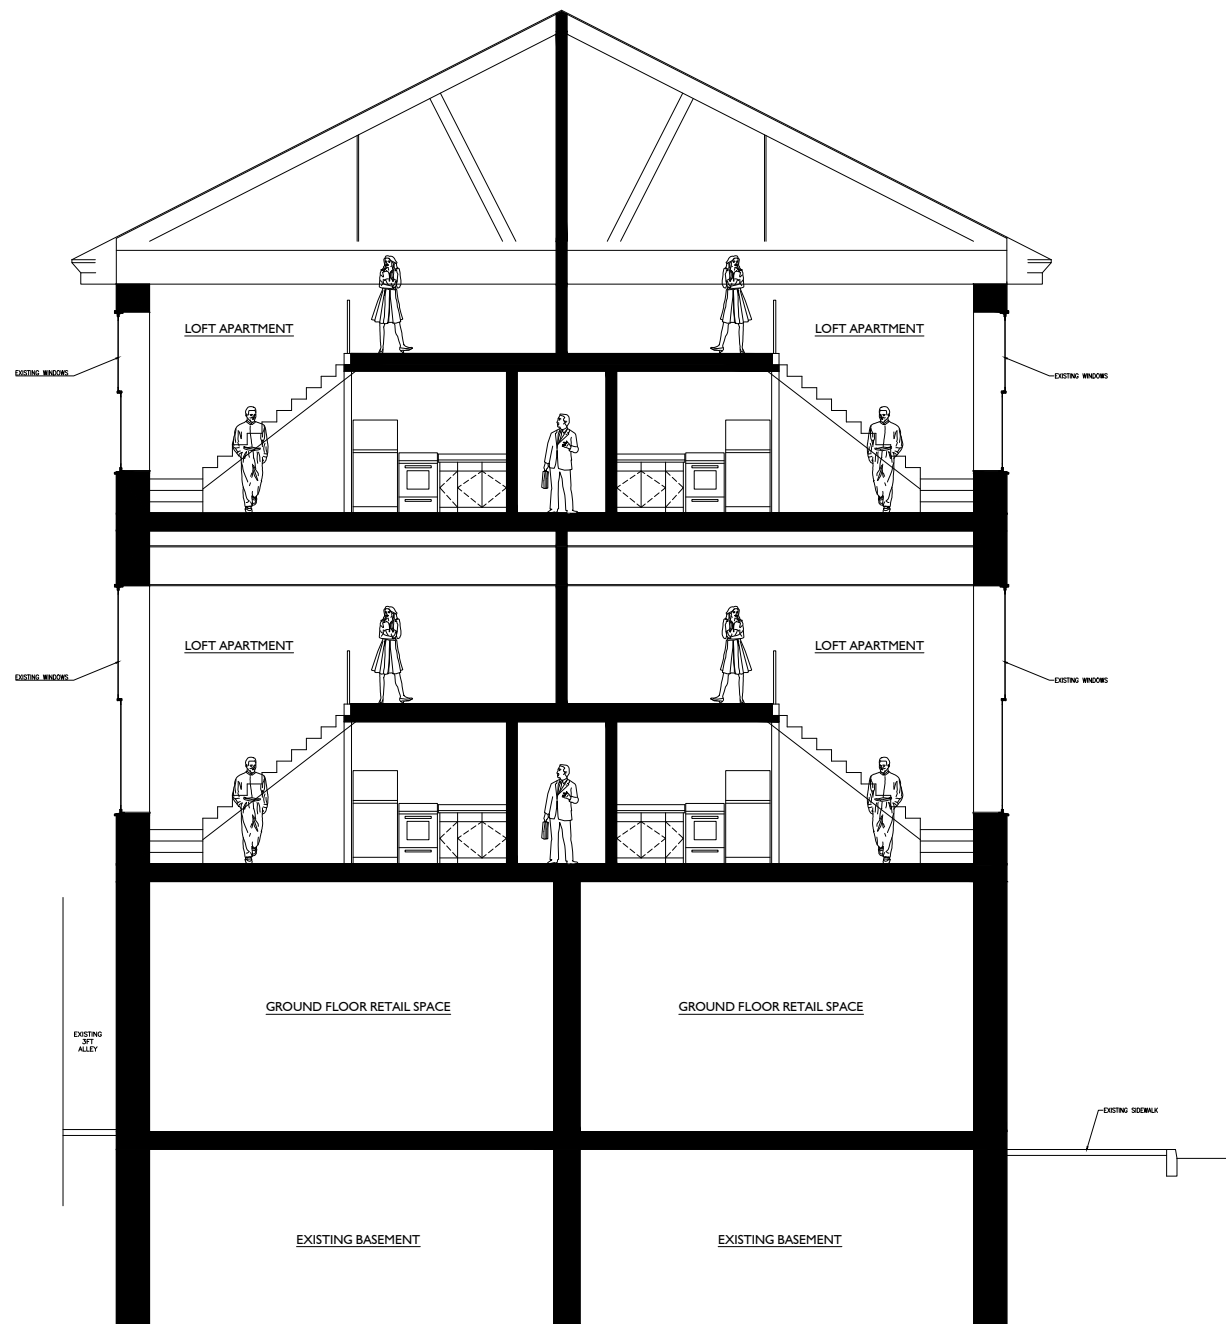 LOFT APARTMENT
LOFT APARTMENT
EXISTING WINDOWS
EXISTING WINDOWS
LOFT APARTMENT
LOFT APARTMENT
EXISTING WINDOWS
EXISTING WINDOWS
GROUND FLOOR RETAIL SPACE
GROUND FLOOR RETAIL SPACE
EXISTING
3FT
ALLEY
EXISTING SIDEWALK
EXISTING BASEMENT
EXISTING BASEMENT